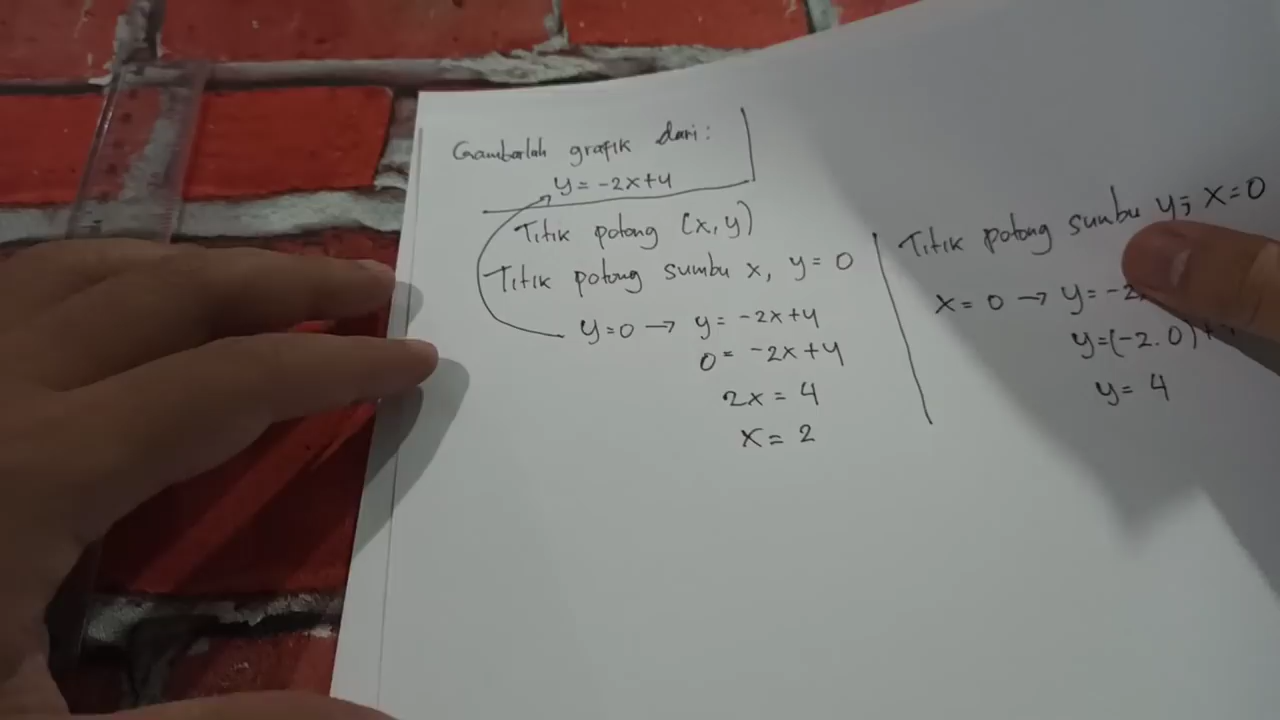 Gambarlah grafik dari:
y = -2x+4
Titik potong (x, y)
Titik potong sumbu x, y = 0
y=0 → y = -2x+4
0 = -2x+4
2x = 4
x = 2
Titik potong sumbu y; x=0
x = 0 → y = -2
y=(-2.0)+
y = 4